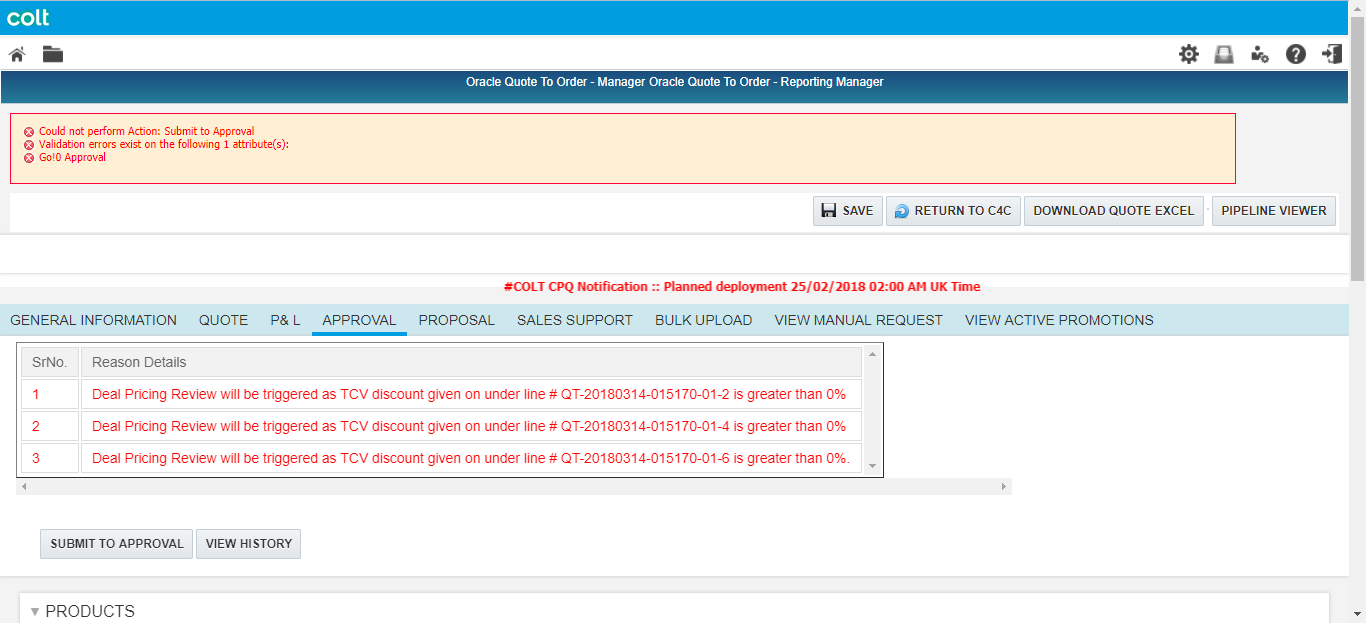 colt
Oracle Quote To Order - Manager Oracle Quote To Order - Reporting Manager
Could not perform Action: Submit to Approval
Validation errors exist on the following 1 attribute(s):
Go!0 Approval
SAVE RETURN TO C4C DOWNLOAD QUOTE EXCEL PIPELINE VIEWER
#COLT CPQ Notification :: Planned deployment 25/02/2018 02:00 AM UK Time
GENERAL INFORMATION QUOTE P& L APPROVAL PROPOSAL SALES SUPPORT BULK UPLOAD VIEW MANUAL REQUEST VIEW ACTIVE PROMOTIONS
SrNo. Reason Details
1 Deal Pricing Review will be triggered as TCV discount given on under line # QT-20180314-015170-01-2 is greater than 0%
2 Deal Pricing Review will be triggered as TCV discount given on under line # QT-20180314-015170-01-4 is greater than 0%
3 Deal Pricing Review will be triggered as TCV discount given on under line # QT-20180314-015170-01-6 is greater than 0%.
SUBMIT TO APPROVAL VIEW HISTORY
PRODUCTS